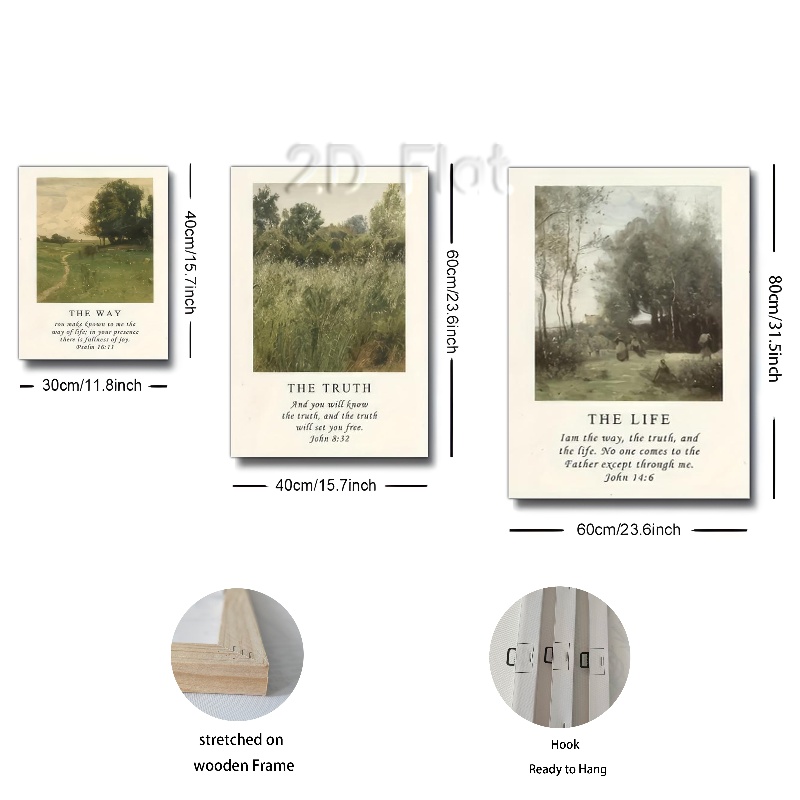 2D Flat
THE WAY
you make known to me the
way of life; in your presence
there is fullness of joy.
Psalm 16:11
40cm/15.7inch
30cm/11.8inch
THE TRUTH
And you will know
the truth, and the truth
will set you free.
John 8:32
60cm/23.6inch
40cm/15.7inch
THE LIFE
Iam the way, the truth, and
the life. No one comes to the
Father except through me.
John 14:6
80cm/31.5inch
60cm/23.6inch
stretched on
wooden Frame
Hook
Ready to Hang